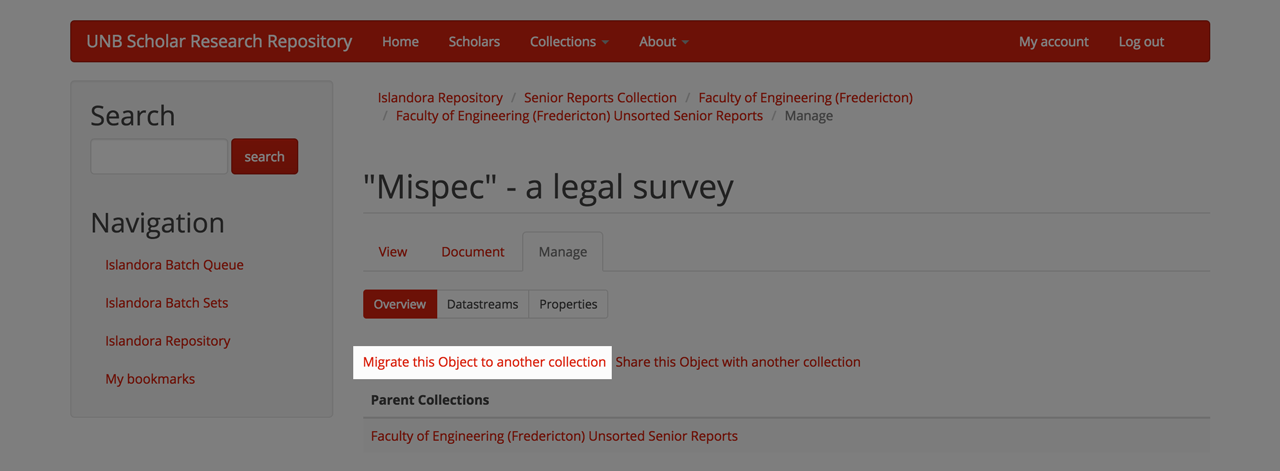 UNB Scholar Research Repository Home Scholars Collections About My account Log out
Search
search
Navigation
Islandora Batch Queue
Islandora Batch Sets
Islandora Repository
My bookmarks
Islandora Repository / Senior Reports Collection / Faculty of Engineering (Fredericton)
/ Faculty of Engineering (Fredericton) Unsorted Senior Reports / Manage
"Mispec" - a legal survey
View Document Manage
Overview Datastreams Properties
Migrate this Object to another collection Share this Object with another collection
Parent Collections
Faculty of Engineering (Fredericton) Unsorted Senior Reports